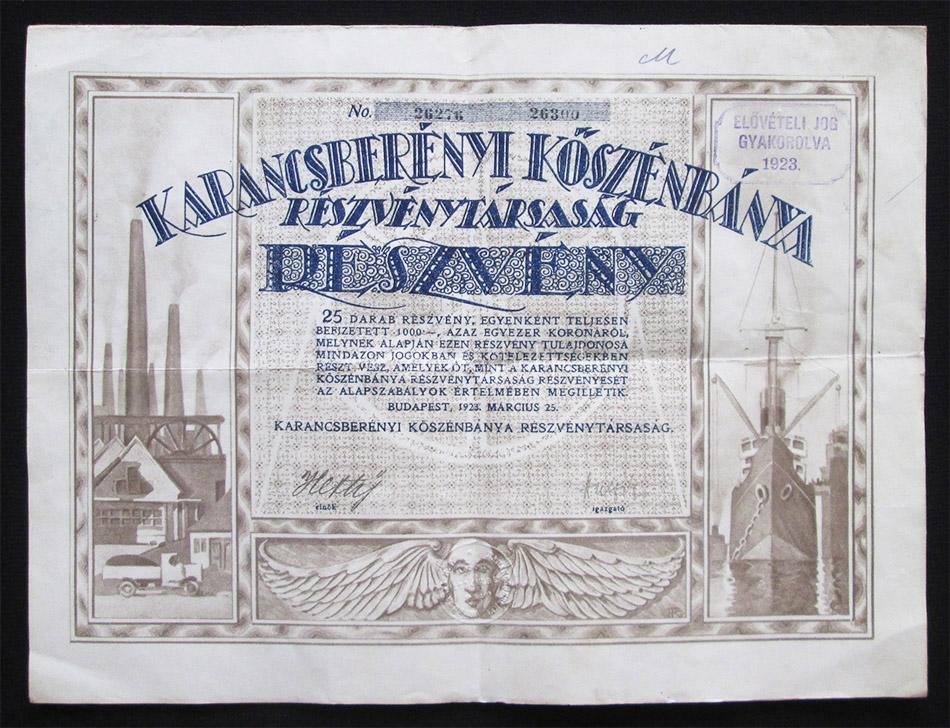 No. 26276 26300
ELŐVÉTELI JOG
GYAKOROLVA
1923.
KARANCSBERÉNYI KŐSZÉNBÁNYA
RÉSZVÉNYTÁRSASÁG
RÉSZVÉNY
25 DARAB RÉSZVÉNY, EGYENKÉNT TELJESEN
BEFIZETETT 1000·—, AZAZ EGYEZER KORONÁRÓL,
MELYNEK ALAPJÁN EZEN RÉSZVÉNY TULAJDONOSA
MINDAZON JOGOKBAN ÉS KÖTELEZETTSÉGEKBEN
RÉSZT VESZ, AMELYEK ŐT, MINT A KARANCSBERÉNYI
KŐSZÉNBÁNYA RÉSZVÉNYTÁRSASÁG RÉSZVÉNYESÉT
AZ ALAPSZABÁLYOK ÉRTELMÉBEN MEGILLETIK.
BUDAPEST, 1923. MÁRCIUS 25.
KARANCSBERÉNYI KŐSZÉNBÁNYA RÉSZVÉNYTÁRSASÁG.
elnök igazgató